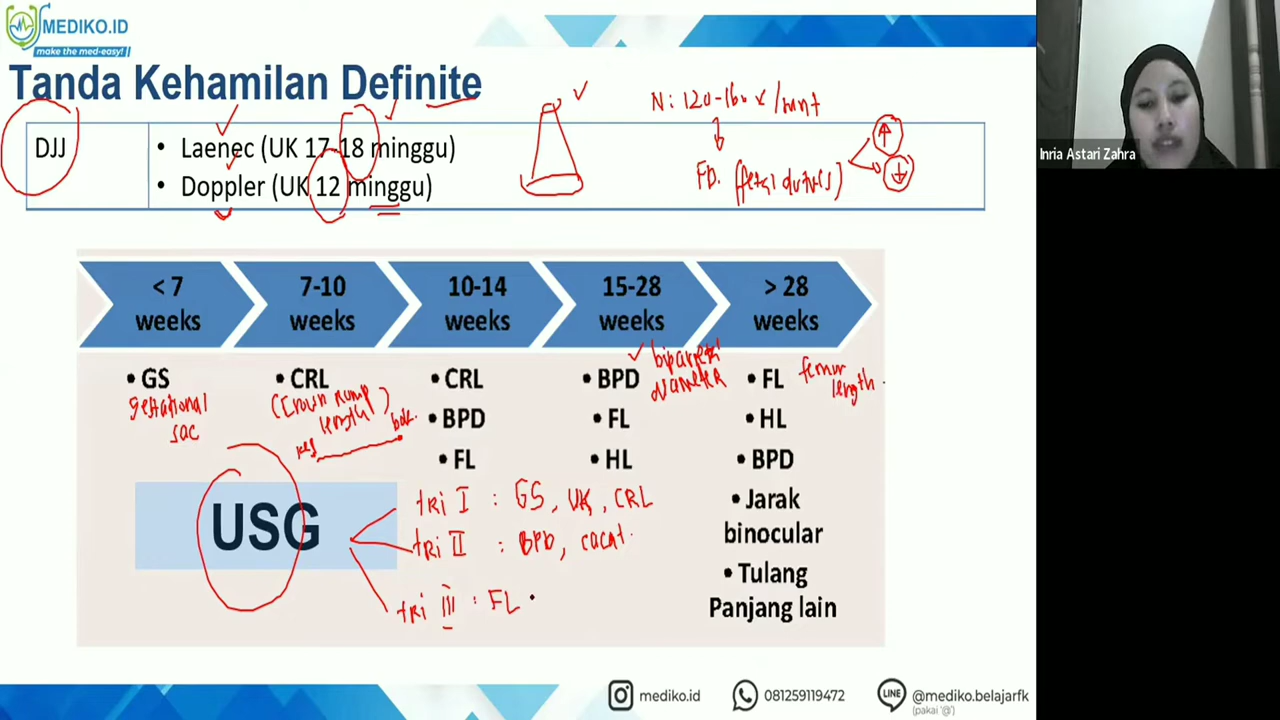 MEDIKO.ID
make the med-easy!
Tanda Kehamilan Definite
DJJ
• Laenec (UK 17-18 minggu)
• Doppler (UK 12 minggu)
N: 120-160 x/menit
FD. (fetal distress)
Inria Astari Zahra
< 7 weeks
7-10 weeks
10-14 weeks
15-28 weeks
> 28 weeks
• GS
gestational
sac
• CRL
(Crown rump
length)
• CRL
• BPD
• FL
• BPD
biparietal
diameter
• FL
• HL
• FL
femur
length
• HL
• BPD
• Jarak
binocular
• Tulang
Panjang lain
USG
tRi I : GS, UK, CRL
tRi II : BPD, cacat
tRi III : FL
mediko.id
081259119472
@mediko.belajarfk
(pakai '@')